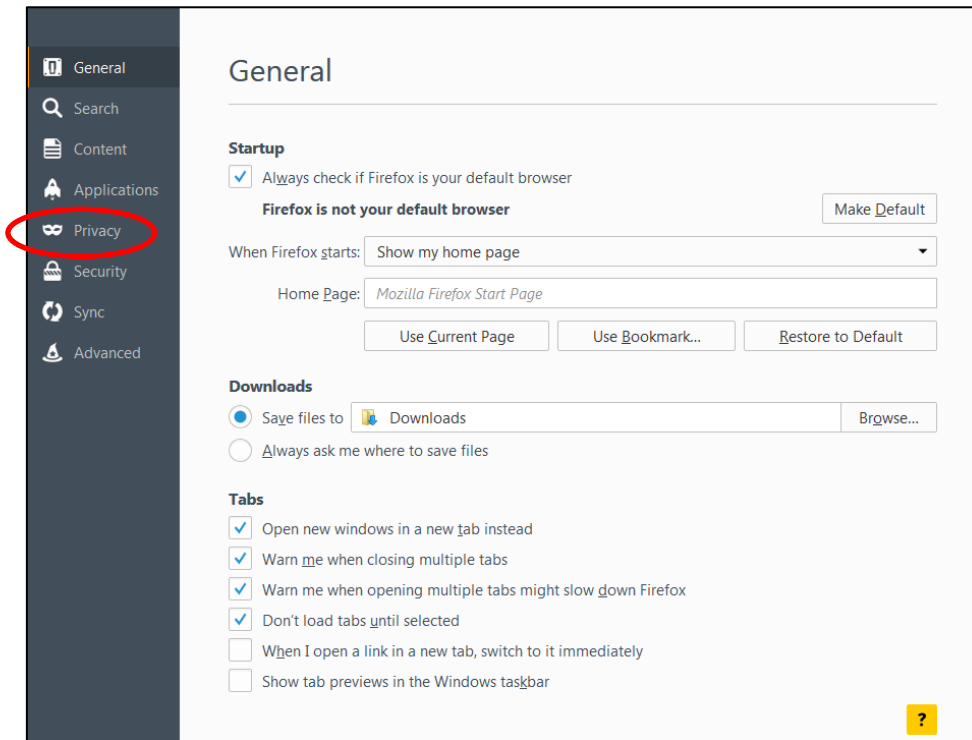 General
Search
Content
Applications
Privacy
Security
Sync
Advanced
General
Startup
Always check if Firefox is your default browser
Firefox is not your default browser
Make Default
When Firefox starts: Show my home page
Home Page: Mozilla Firefox Start Page
Use Current Page Use Bookmark... Restore to Default
Downloads
Save files to Downloads Browse...
Always ask me where to save files
Tabs
Open new windows in a new tab instead
Warn me when closing multiple tabs
Warn me when opening multiple tabs might slow down Firefox
Don't load tabs until selected
When I open a link in a new tab, switch to it immediately
Show tab previews in the Windows taskbar
?